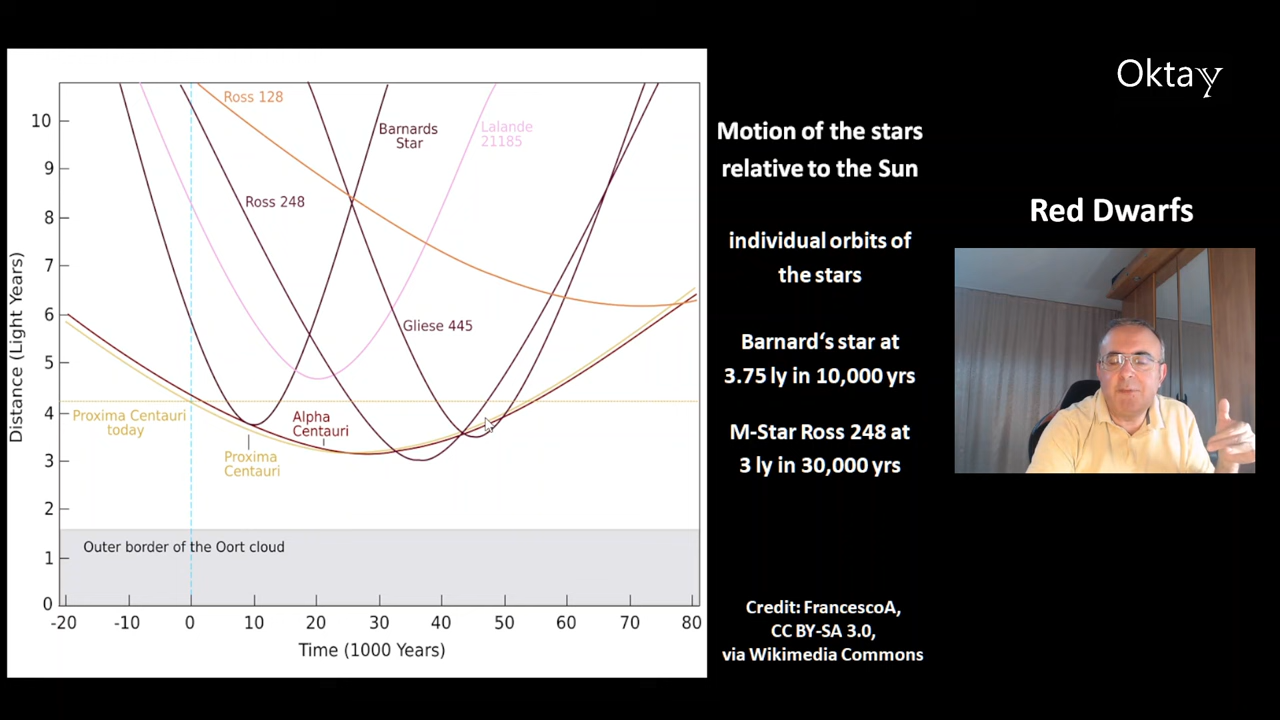 Oktay
Red Dwarfs
Motion of the stars
relative to the Sun
individual orbits of
the stars
Barnard‘s star at
3.75 ly in 10,000 yrs
M-Star Ross 248 at
3 ly in 30,000 yrs
Credit: FrancescoA,
CC BY-SA 3.0,
via Wikimedia Commons
Distance (Light Years)
10
9
8
7
6
5
4
3
2
1
0
Ross 128
Barnards
Star
Lalande
21185
Ross 248
Gliese 445
Proxima Centauri
today
Alpha
Centauri
Proxima
Centauri
Outer border of the Oort cloud
-20 -10 0 10 20 30 40 50 60 70 80
Time (1000 Years)